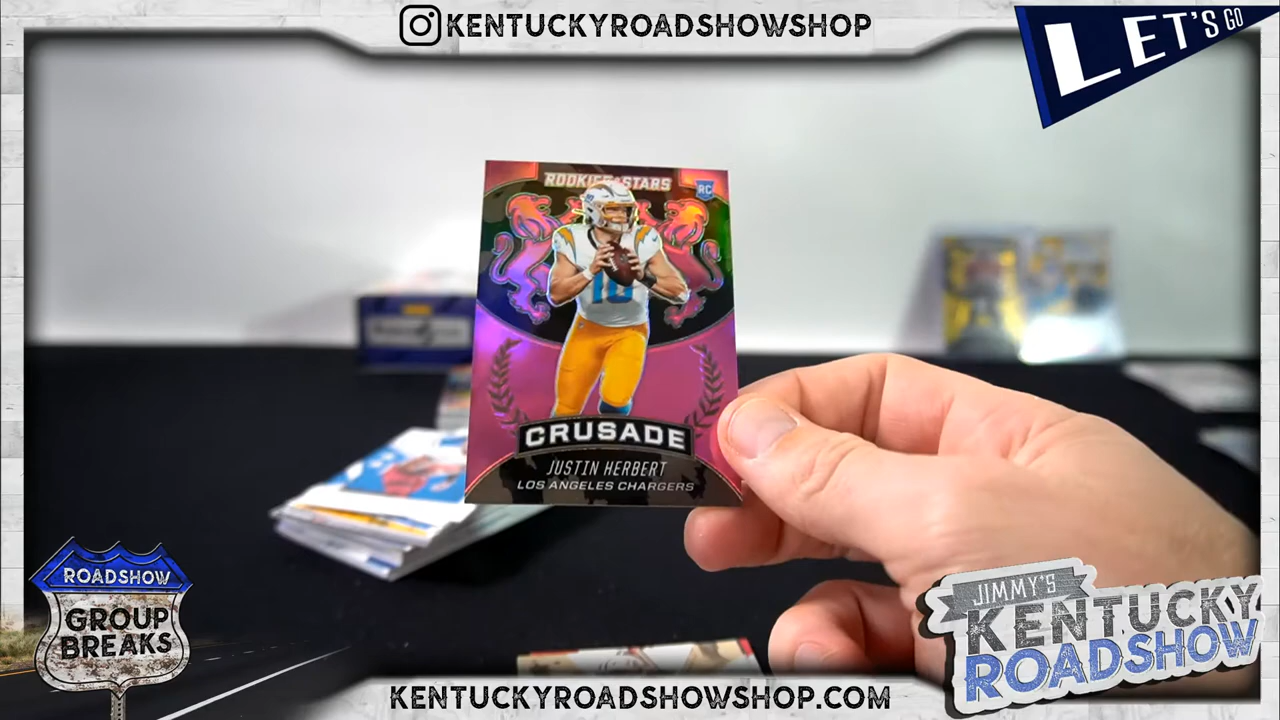 KENTUCKYROADSHOWSHOP
LET'S GO
ROOKIES & STARS
RC
10
CRUSADE
JUSTIN HERBERT
LOS ANGELES CHARGERS
ROADSHOW
GROUP
BREAKS
JIMMY'S
KENTUCKY
ROADSHOW
KENTUCKYROADSHOWSHOP.COM